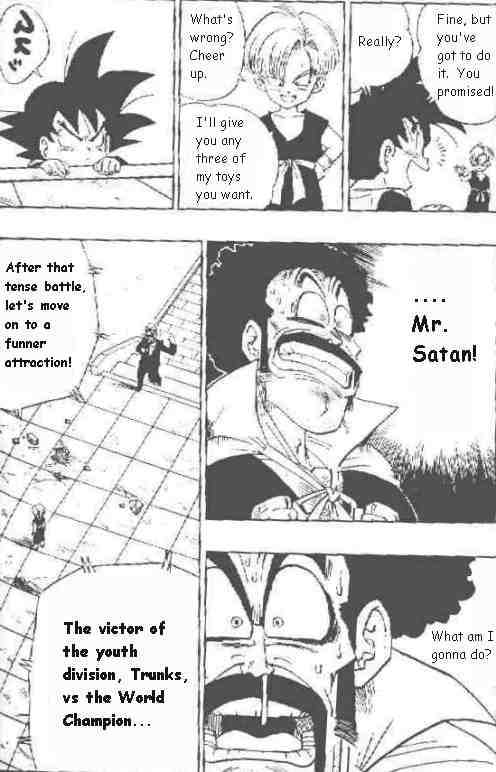 What's
wrong?
Cheer
up.
I'll give
you any
three of
my toys
you want.
Really?
Fine, but
you've
got to do
it. You
promised!
After that
tense battle,
let's move
on to a
funner
attraction!
The victor of
the youth
division, Trunks,
vs the World
Champion...
....
Mr.
Satan!
What am I
gonna do?